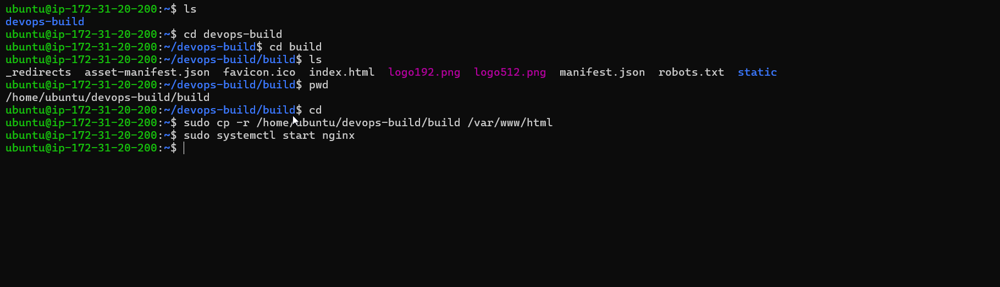 ubuntu@ip-172-31-20-200:~$ ls
devops-build
ubuntu@ip-172-31-20-200:~$ cd devops-build
ubuntu@ip-172-31-20-200:~/devops-build$ cd build
ubuntu@ip-172-31-20-200:~/devops-build/build$ ls
_redirects  asset-manifest.json  favicon.ico  index.html  logo192.png  logo512.png  manifest.json  robots.txt  static
ubuntu@ip-172-31-20-200:~/devops-build/build$ pwd
/home/ubuntu/devops-build/build
ubuntu@ip-172-31-20-200:~/devops-build/build$ cd
ubuntu@ip-172-31-20-200:~$ sudo cp -r /home/ubuntu/devops-build/build /var/www/html
ubuntu@ip-172-31-20-200:~$ sudo systemctl start nginx
ubuntu@ip-172-31-20-200:~$